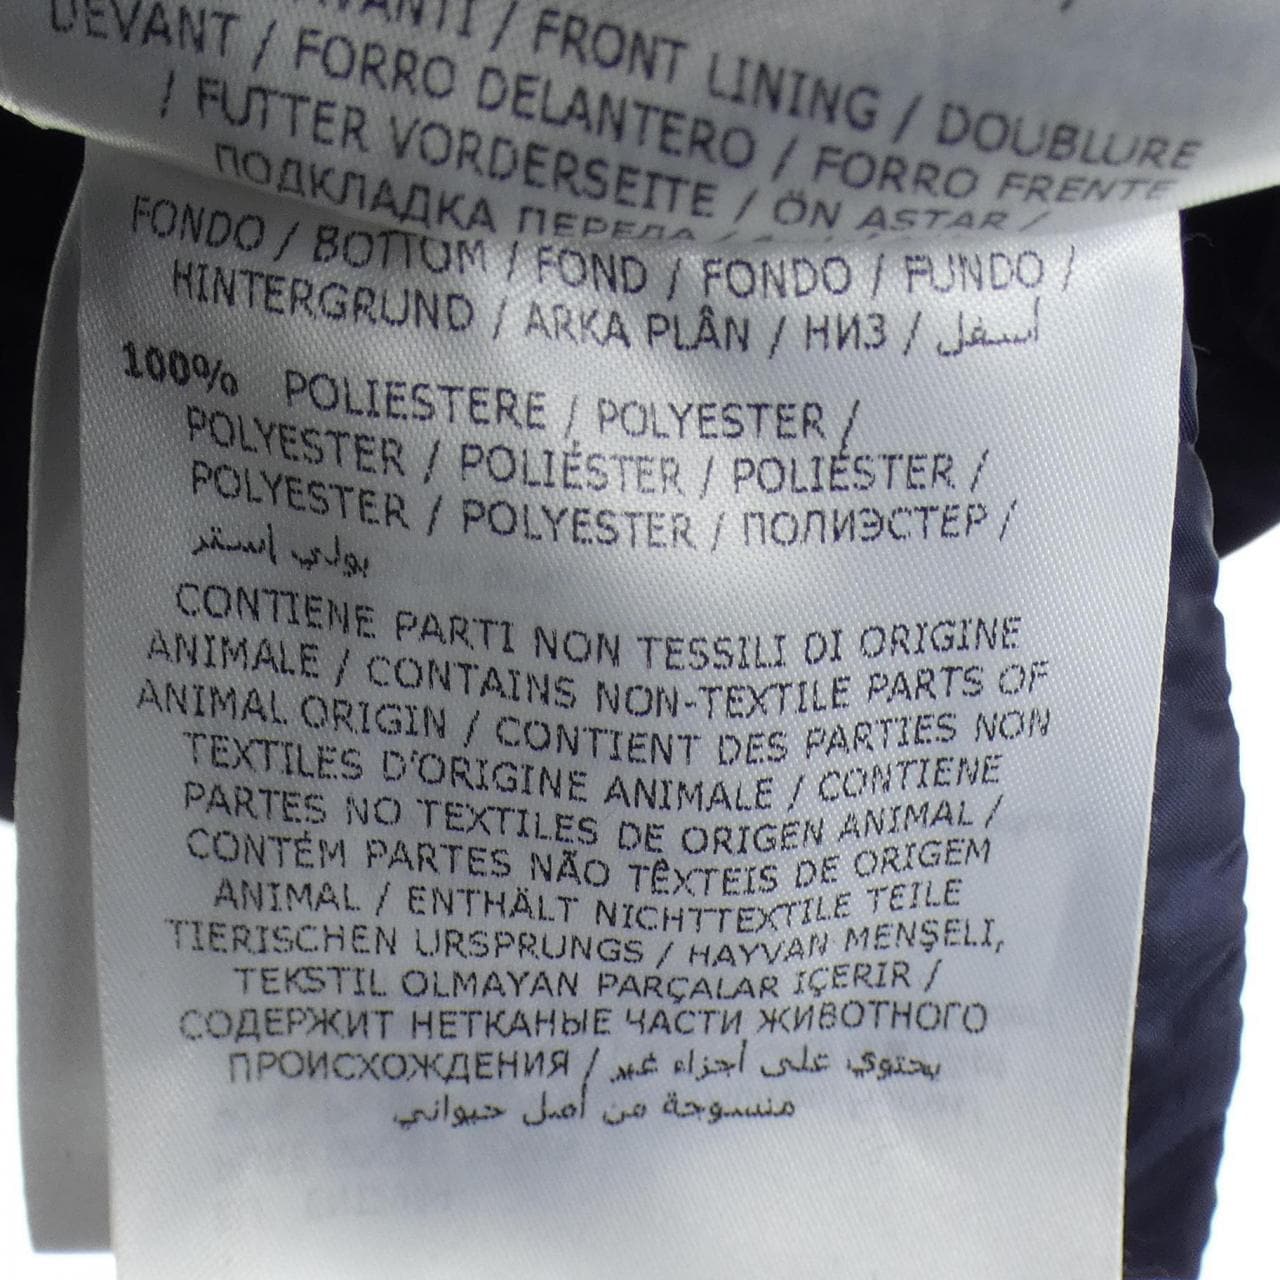 AVANTI / FRONT LINING / DOUBLURE
DEVANT / FORRO DELANTERO / FORRO FRENTE
/ FUTTER VORDERSEITE / ÖN ASTAR /
ПОДКЛАДКА ПЕРЕДА /
FONDO / BOTTOM / FOND / FONDO / FUNDO /
HINTERGRUND / ARKA PLÂN / НИЗ / أسفل
100% POLIESTERE / POLYESTER /
POLYESTER / POLIÉSTER / POLIÉSTER /
POLYESTER / POLYESTER / ПОЛИЭСТЕР /
بولي استر
CONTIENE PARTI NON TESSILI DI ORIGINE
ANIMALE / CONTAINS NON-TEXTILE PARTS OF
ANIMAL ORIGIN / CONTIENT DES PARTIES NON
TEXTILES D'ORIGINE ANIMALE / CONTIENE
PARTES NO TEXTILES DE ORIGEN ANIMAL /
CONTÉM PARTES NÃO TÊXTEIS DE ORIGEM
ANIMAL / ENTHÄLT NICHTTEXTILE TEILE
TIERISCHEN URSPRUNGS / HAYVAN MENŞELİ,
TEKSTIL OLMAYAN PARÇALAR IÇERIR /
СОДЕРЖИТ НЕТКАНЫЕ ЧАСТИ ЖИВОТНОГО
ПРОИСХОЖДЕНИЯ / يحتوي على أجزاء غير
منسوجة من أصل حيواني